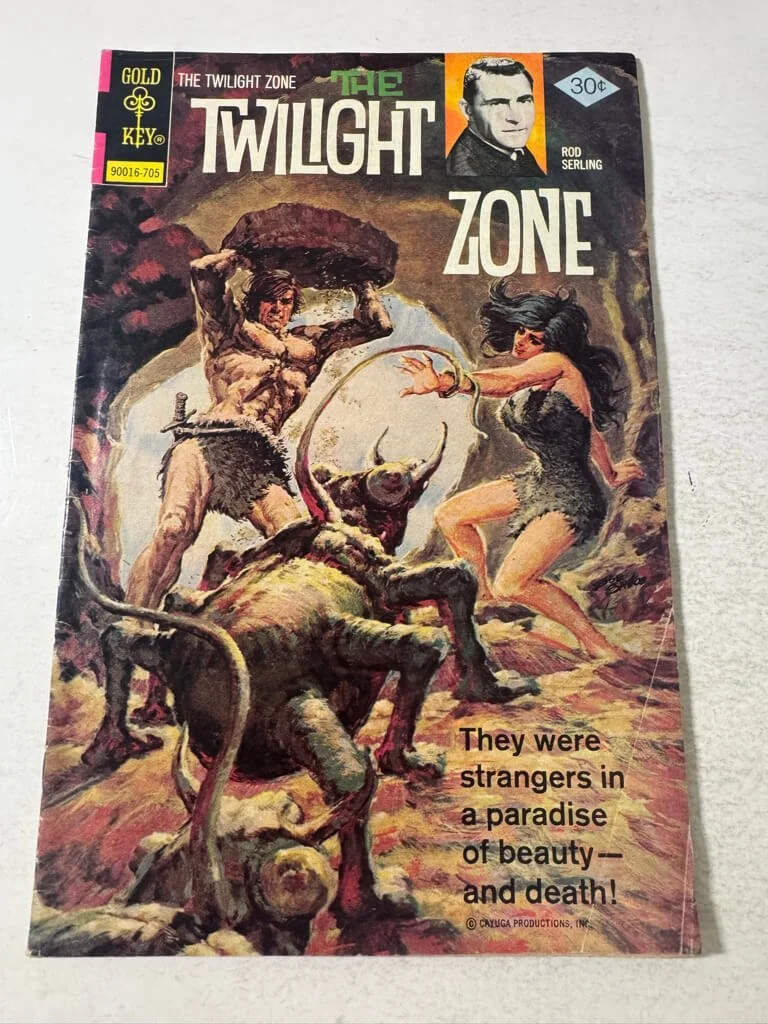 GOLD
KEY®
90016-705
THE TWILIGHT ZONE
THE
TWILIGHT
ZONE
ROD
SERLING
30¢
They were
strangers in
a paradise
of beauty—
and death!
© CAYUGA PRODUCTIONS, INC.